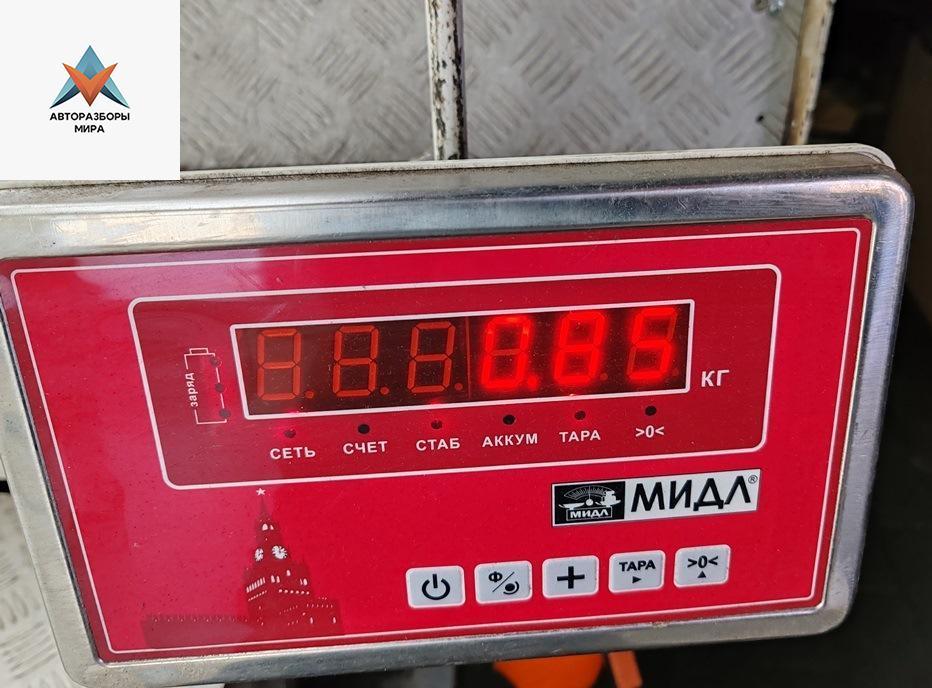 АВТОРАЗБОРЫ
МИРА
заряд
0.85
КГ
СЕТЬ СЧЕТ СТАБ АККУМ ТАРА >0<
МИДЛ МИДЛ®
Ф ТАРА >0<